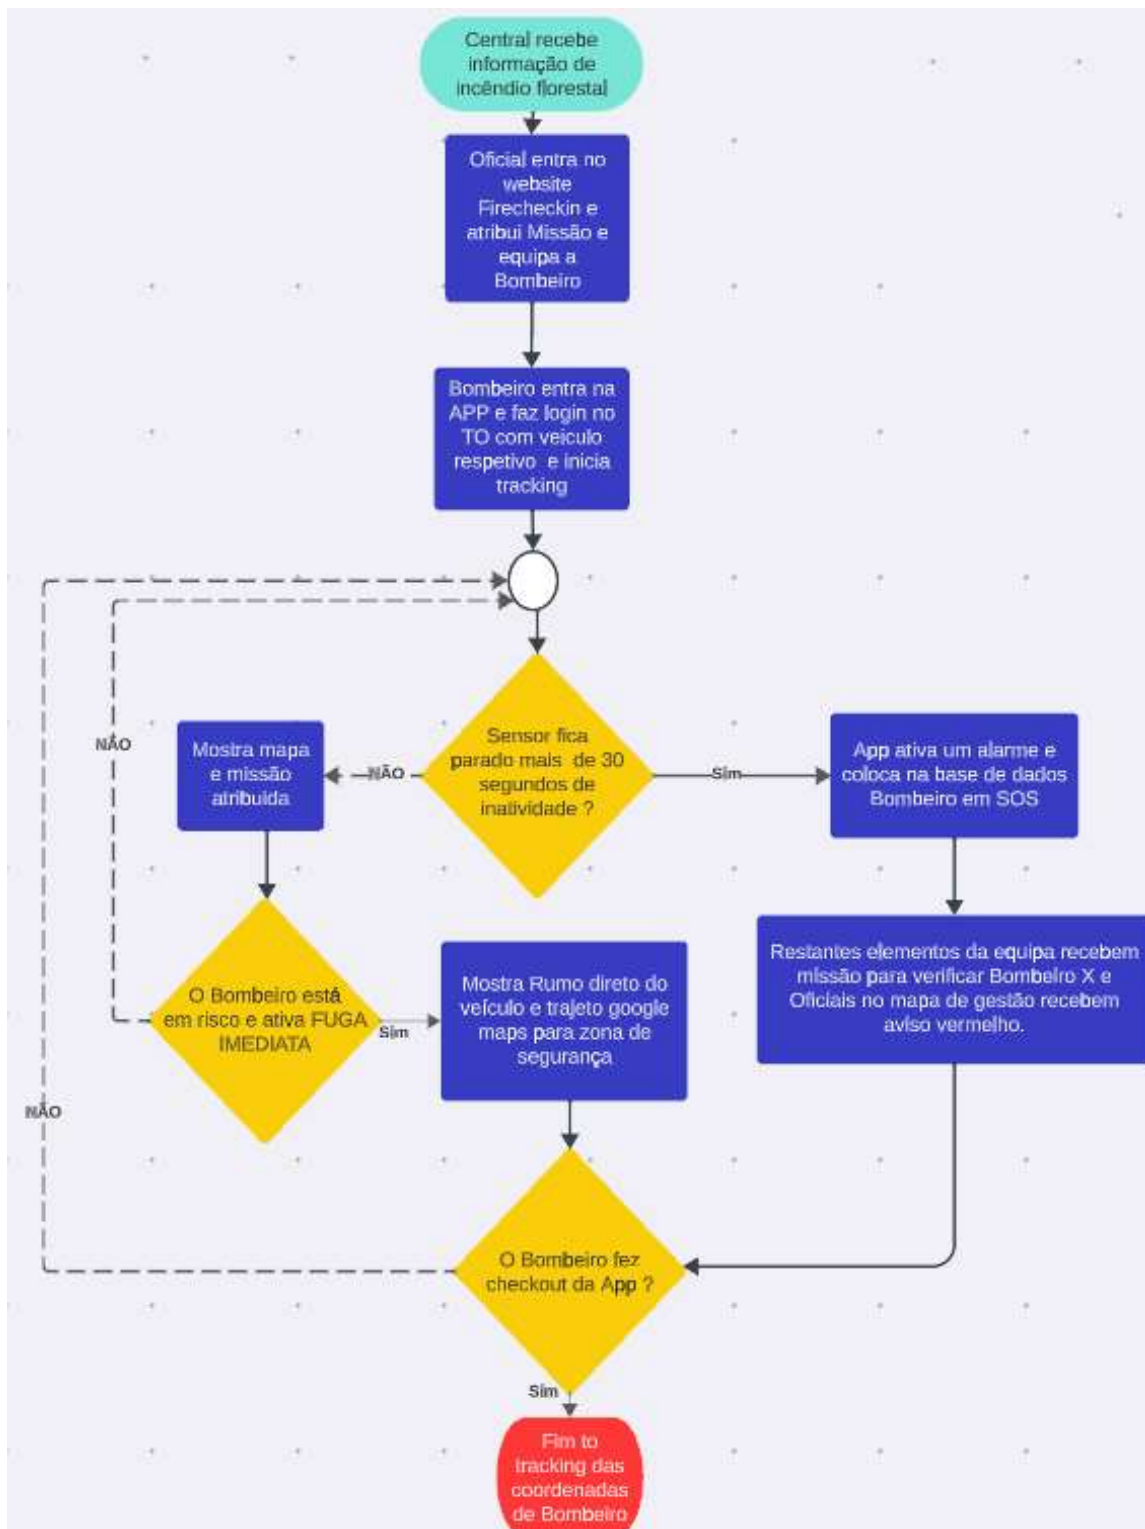 Central recebe
informação de
incêndio florestal
Oficial entra no
website
Firecheckin e
atribui Missão e
equipa a
Bombeiro
Bombeiro entra na
APP e faz login no
TO com veiculo
respetivo e inicia
tracking
Sensor fica
parado mais de 30
segundos de
inatividade ?
NÃO
Sim
Mostra mapa
e missão
atribuida
App ativa um alarme e
coloca na base de dados
Bombeiro em SOS
NÃO
O Bombeiro está
em risco e ativa FUGA
IMEDIATA
Sim
Mostra Rumo direto do
veículo e trajeto google
maps para zona de
segurança
Restantes elementos da equipa recebem
missão para verificar Bombeiro X e
Oficiais no mapa de gestão recebem
aviso vermelho.
NÃO
O Bombeiro fez
checkout da App ?
Sim
Fim to
tracking das
coordenadas
de Bombeiro